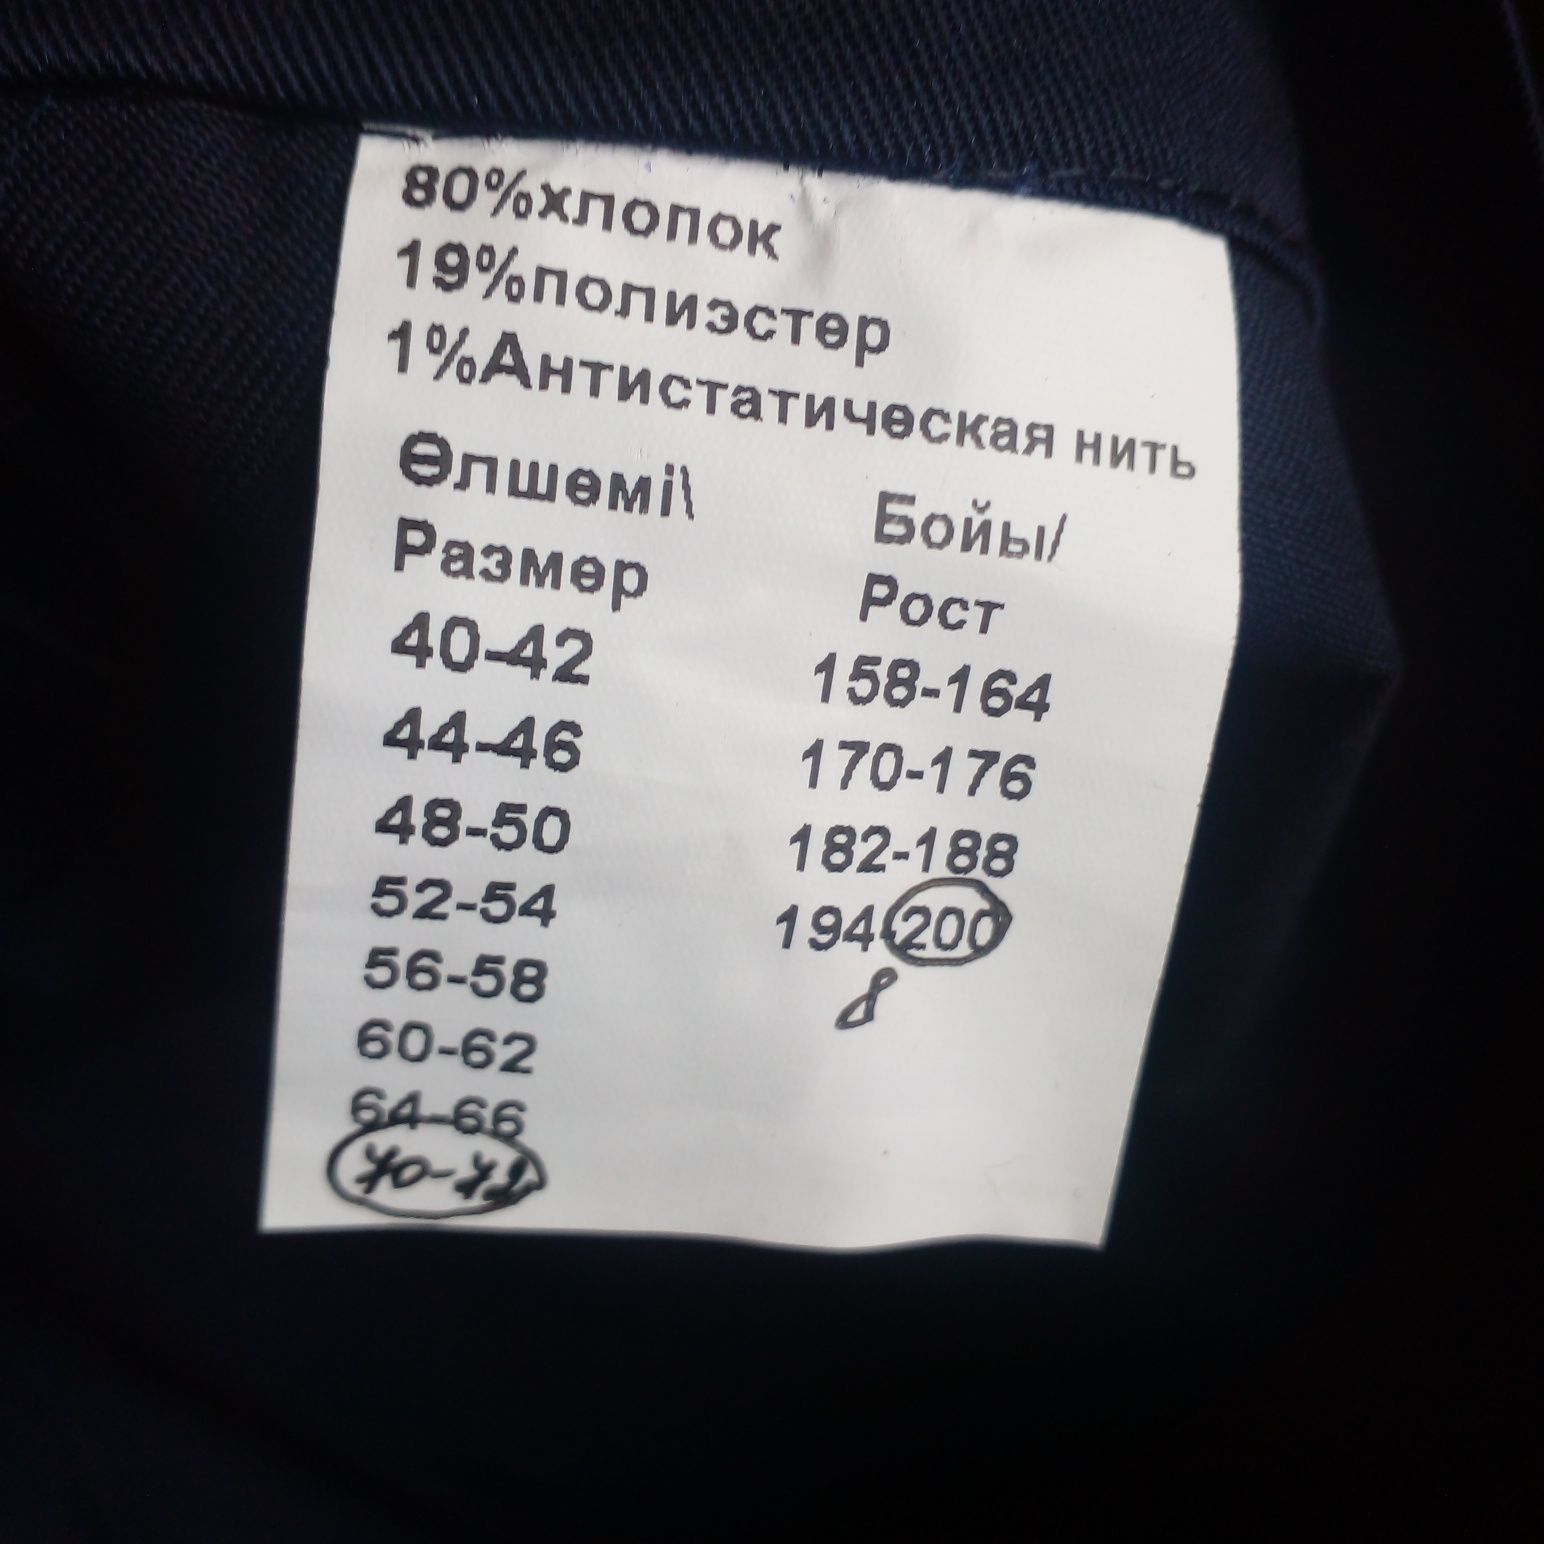 80%хлопок
19%полиэстер
1%Антистатическая нить
Өлшемі\ Бойы/
Размер Рост
40-42 158-164
44-46 170-176
48-50 182-188
52-54 194-200
56-58 8
60-62
64-66
70-72